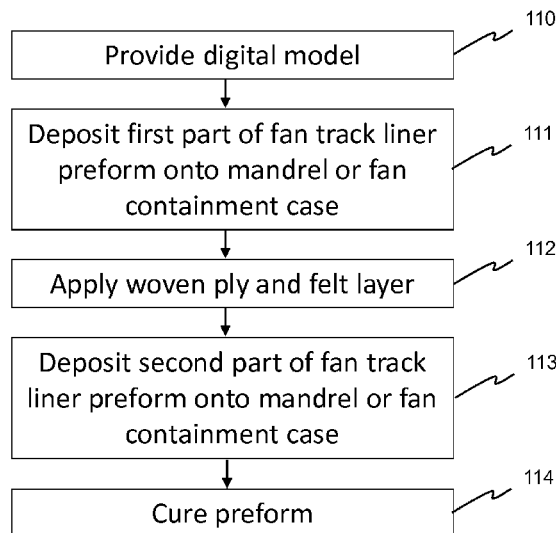 110
Provide digital model
111
Deposit first part of fan track liner
preform onto mandrel or fan
containment case
112
Apply woven ply and felt layer
113
Deposit second part of fan track
liner preform onto mandrel or fan
containment case
114
Cure preform